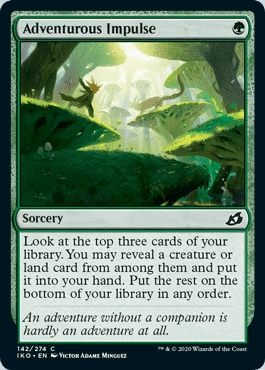 Adventurous Impulse
Sorcery
Look at the top three cards of your
library. You may reveal a creature or
land card from among them and put
it into your hand. Put the rest on the
bottom of your library in any order.
An adventure without a companion is
hardly an adventure at all.
142/274 C
IKO • EN Victor Adame Minguez
™ & © 2020 Wizards of the Coast